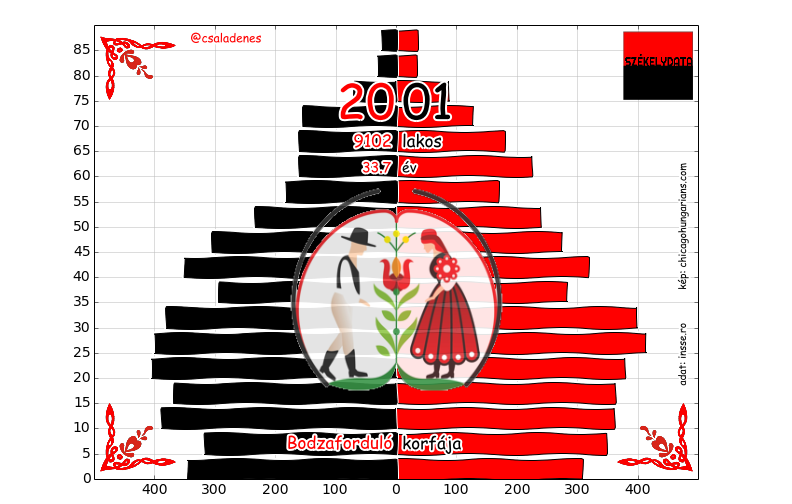 @csaladenes
SZÉKELYDATA
2001
9102 lakos
33.7 év
kép: chicagohungarians.com
adat: insse.ro
Bodzaforduló korfája
85
80
75
70
65
60
55
50
45
40
35
30
25
20
15
10
5
0
400 300 200 100 0 100 200 300 400